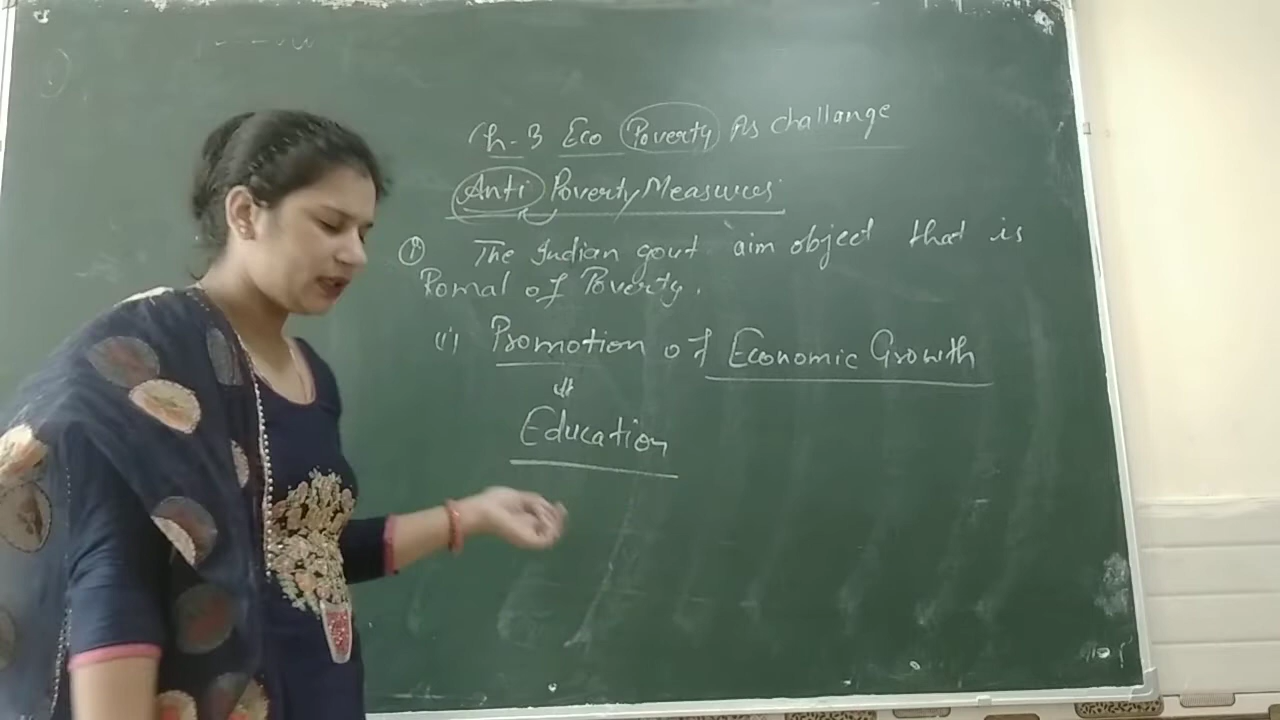 Ch-3 Eco Poverty As challange
Anti Poverty Measures
(1) The Indian govt aim object that is
Romal of Poverty.
(i) Promotion of Economic Growth
Education